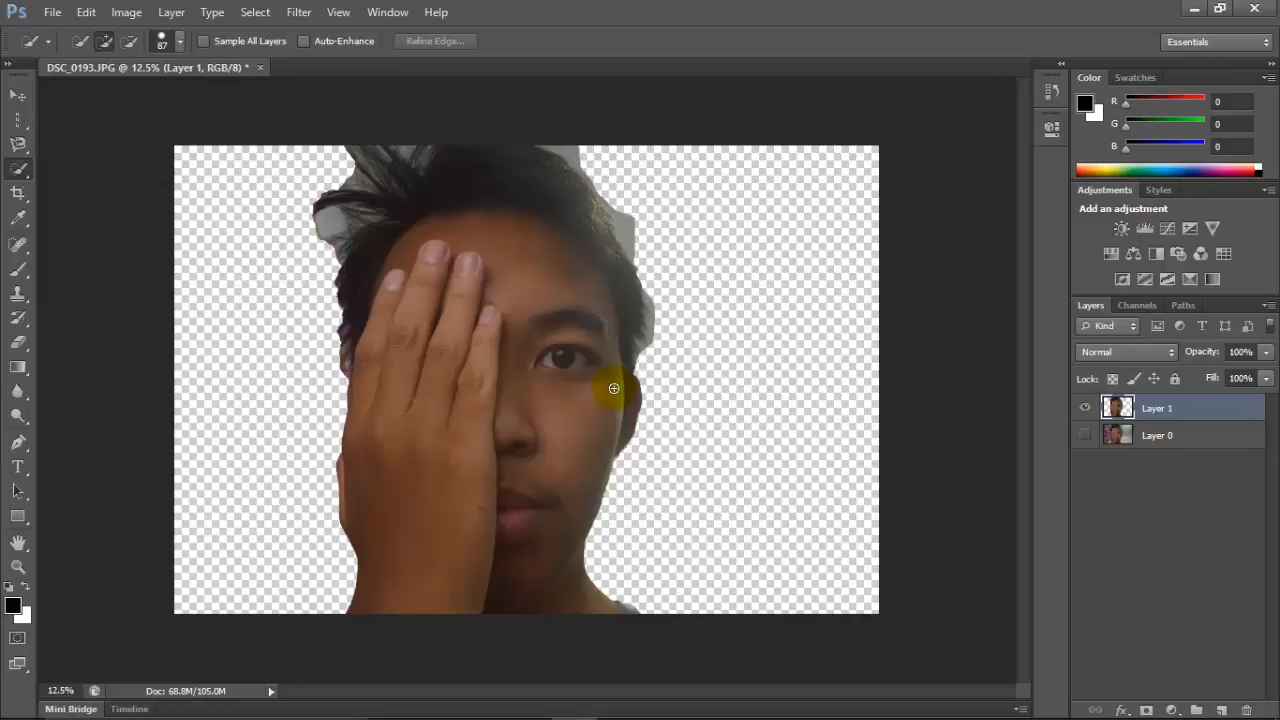 Ps File Edit Image Layer Type Select Filter View Window Help
87 Sample All Layers Auto-Enhance Refine Edge... Essentials
DSC_0193.JPG @ 12.5% (Layer 1, RGB/8) * ×
Color Swatches
R 0
G 0
B 0
Adjustments Styles
Add an adjustment
Layers Channels Paths
Kind
Normal Opacity: 100%
Lock: Fill: 100%
Layer 1
Layer 0
12.5% Doc: 68.8M/105.0M
Mini Bridge Timeline